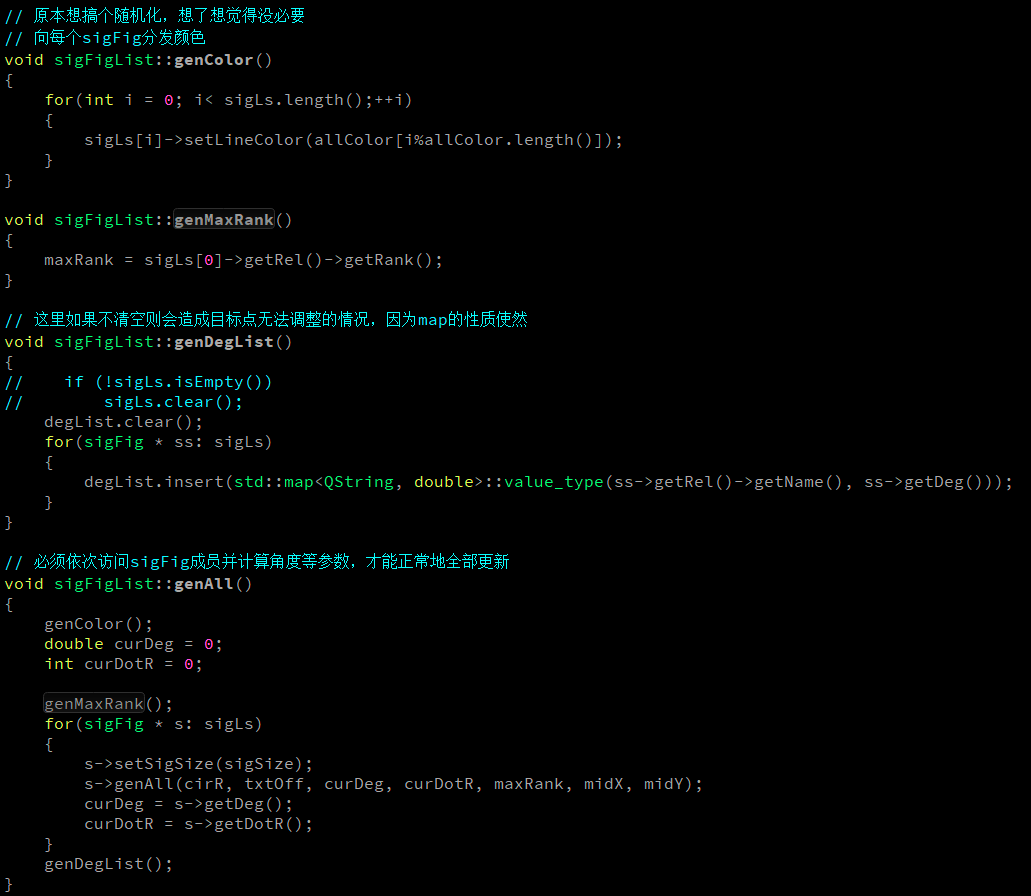 // 原本想搞个随机化，想了想觉得没必要
// 向每个sigFig分发颜色
void sigFigList::genColor()
{
    for(int i = 0; i< sigLs.length();++i)
    {
        sigLs[i]->setLineColor(allColor[i%allColor.length()]);
    }
}

void sigFigList::genMaxRank()
{
    maxRank = sigLs[0]->getRel()->getRank();
}

// 这里如果不清空则会造成目标点无法调整的情况，因为map的性质使然
void sigFigList::genDegList()
{
//    if (!sigLs.isEmpty())
//        sigLs.clear();
    degList.clear();
    for(sigFig * ss: sigLs)
    {
        degList.insert(std::map<QString, double>::value_type(ss->getRel()->getName(), ss->getDeg()));
    }
}

// 必须依次访问sigFig成员并计算角度等参数，才能正常地全部更新
void sigFigList::genAll()
{
    genColor();
    double curDeg = 0;
    int curDotR = 0;

    genMaxRank();
    for(sigFig * s: sigLs)
    {
        s->setSigSize(sigSize);
        s->genAll(cirR, txtOff, curDeg, curDotR, maxRank, midX, midY);
        curDeg = s->getDeg();
        curDotR = s->getDotR();
    }
    genDegList();
}